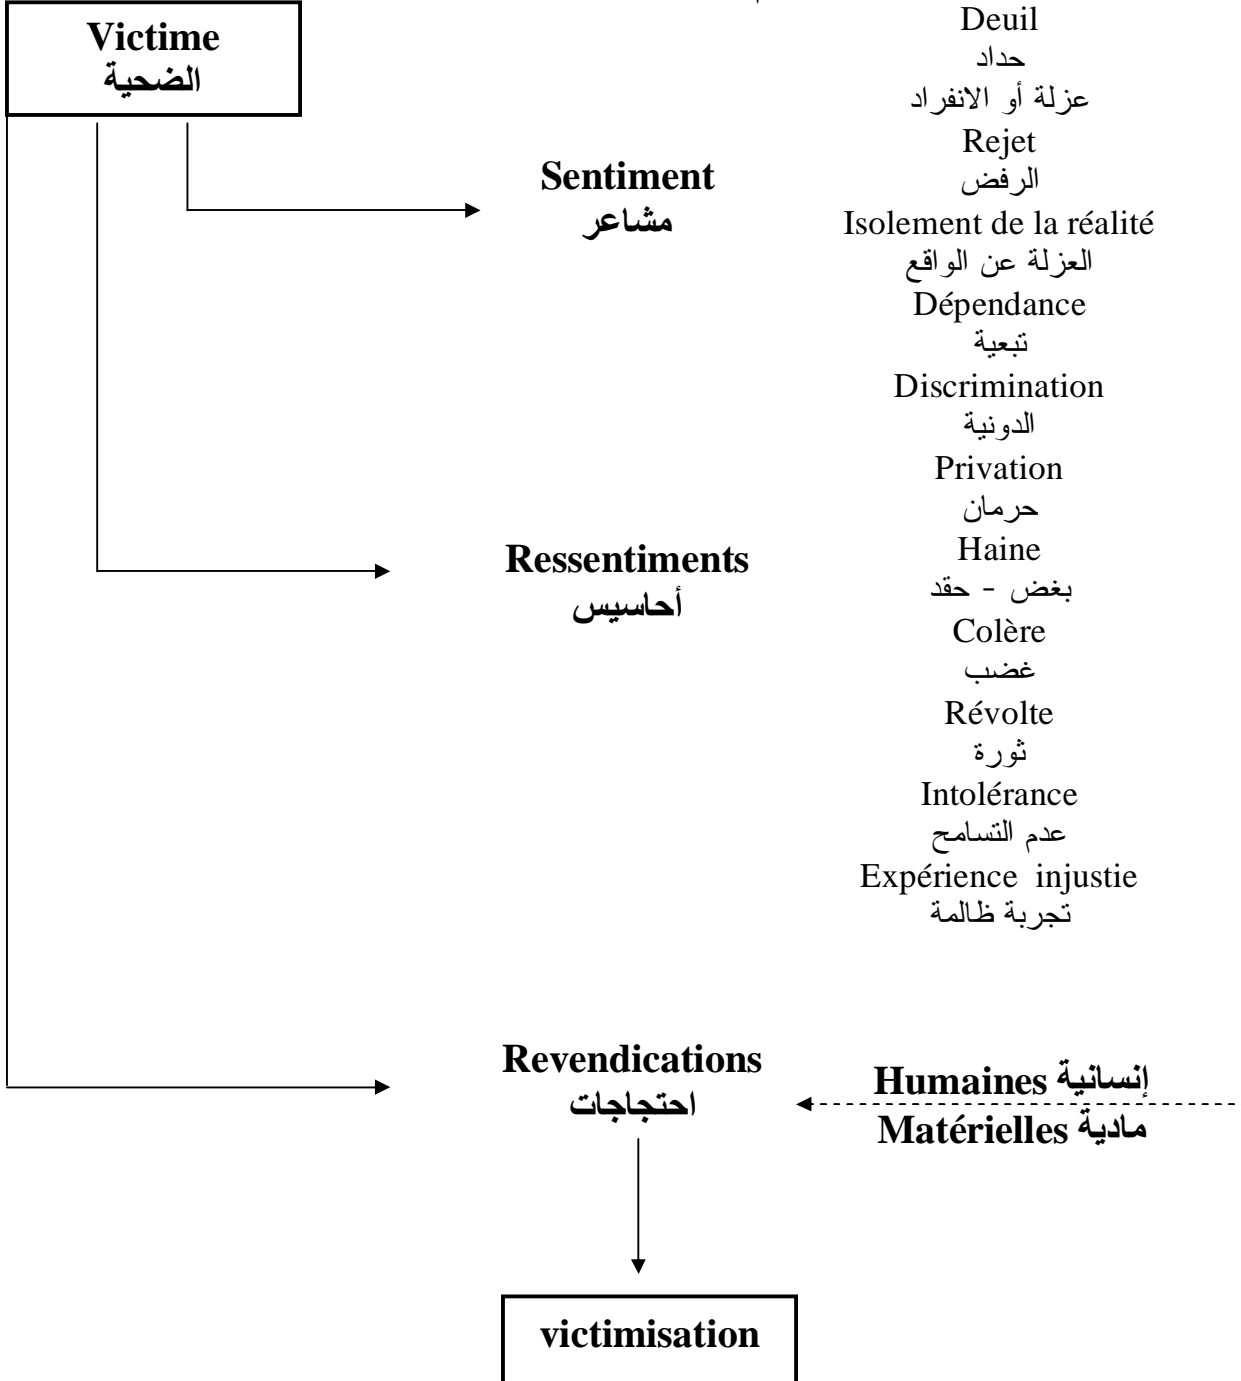 Victime
الضحية
Sentiment
مشاعر
Ressentiments
أحاسيس
Deuil
حداد
عزلة أو الانفراد
Rejet
الرفض
Isolement de la réalité
العزلة عن الواقع
Dépendance
تبعية
Discrimination
الدونية
Privation
حرمان
Haine
بغض - حقد
Colère
غضب
Révolte
ثورة
Intolérance
عدم التسامح
Expérience injustie
تجربة ظالمة
Revendications
احتجاجات
Humaines إنسانية
Matérielles مادية
victimisation